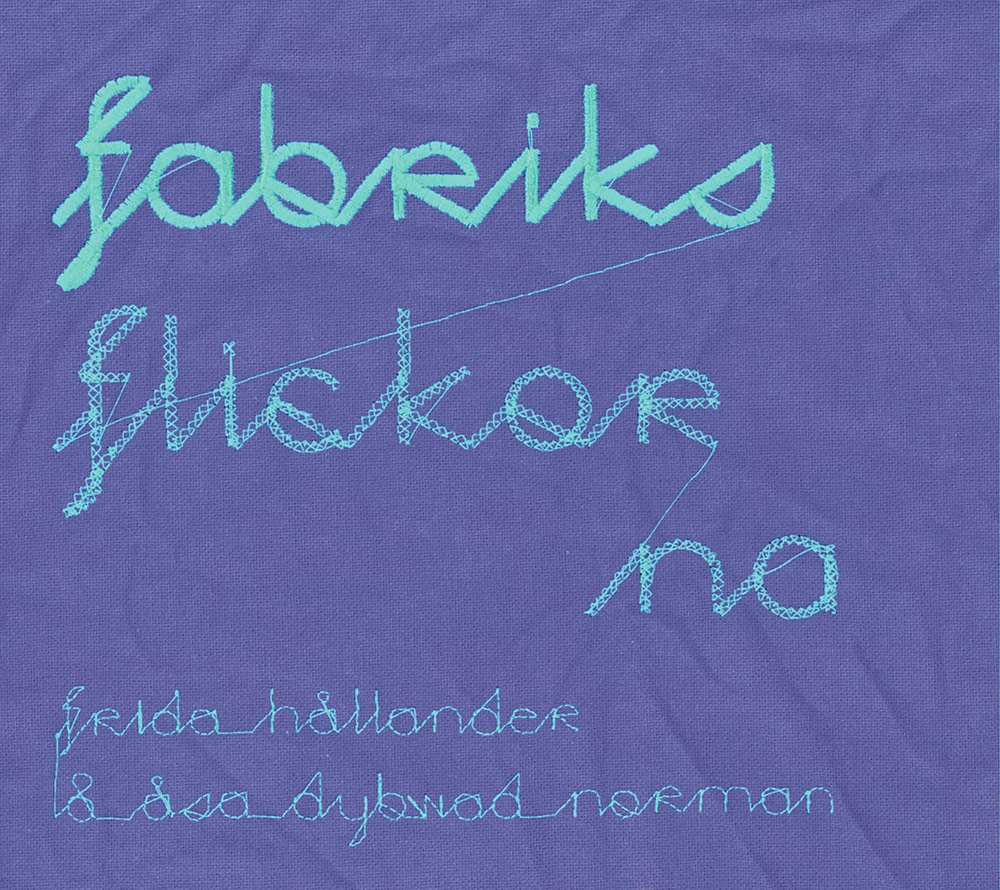 fabriks
flickor
na
frida hållander
& åsa dybwad norman